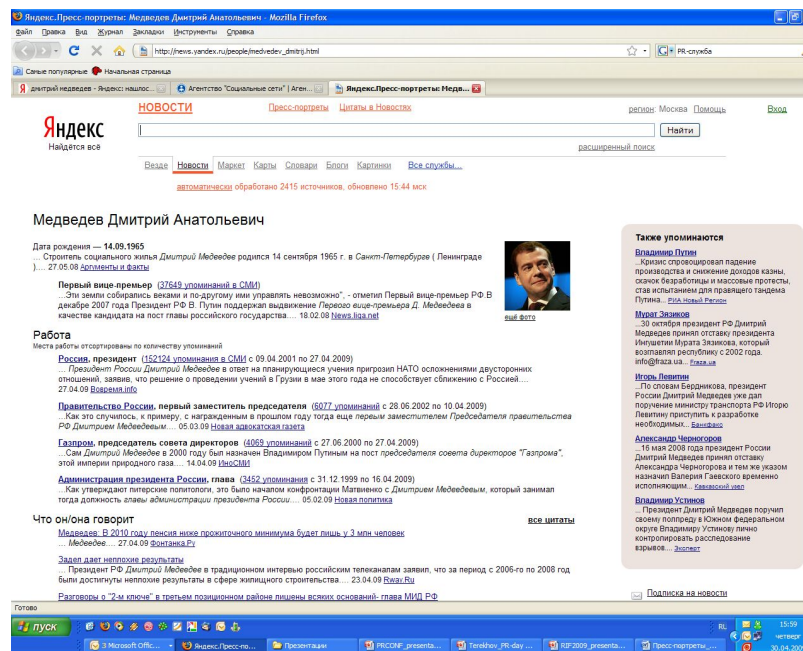 Яндекс.Пресс-портреты: Медведев Дмитрий Анатольевич - Mozilla Firefox
Файл Правка Вид Журнал Закладки Инструменты Справка
http://news.yandex.ru/people/medvedev_dmitrij.html
PR-служба
Самые популярные Начальная страница
дмитрий медведев - Яндекс: нашлос... Агентство "Социальные сети" | Аген... Яндекс.Пресс-портреты: Медв...
НОВОСТИ Пресс-портреты Цитаты в Новостях регион: Москва Помощь Вход
Яндекс
Найдётся всё
Найти
расширенный поиск
Везде Новости Маркет Карты Словари Блоги Картинки Все службы...
автоматически обработано 2415 источников, обновлено 15:44 мск
Медведев Дмитрий Анатольевич
Дата рождения — 14.09.1965
... Строитель социального жилья Дмитрий Медведев родился 14 сентября 1965 г. в Санкт-Петербурге ( Ленинграде
).... 27.05.08 Аргументы и факты
Первый вице-премьер (37649 упоминаний в СМИ)
...Эти земли собирались веками и по-другому ими управлять невозможно", - отметил Первый вице-премьер РФ.В
декабре 2007 года Президент РФ В. Путин поддержал выдвижение Первого вице-премьера Д. Медведева в
качестве кандидата на пост главы российского государства.... 18.02.08 News.liga.net
ещё фото
Работа
Места работы отсортированы по количеству упоминаний
Россия, президент (152124 упоминания в СМИ с 09.04.2001 по 27.04.2009)
... Президент России Дмитрий Медведев в ответ на планирующиеся учения пригрозил НАТО осложнениями двусторонних
отношений, заявив, что решение о проведении учений в Грузии в мае этого года не способствует сближению с Россией....
27.04.09 Вовремя.info
Правительство России, первый заместитель председателя (6077 упоминаний с 28.06.2002 по 10.04.2009)
...Как это случилось, к примеру, с награжденным в прошлом году тогда еще первым заместителем Председателя правительства
РФ Дмитрием Медведевым.... 05.03.09 Новая адвокатская газета
Газпром, председатель совета директоров (4069 упоминаний с 27.06.2000 по 27.04.2009)
...Сам Дмитрий Медведев в 2000 году был назначен Владимиром Путиным на пост председателя совета директоров "Газпрома",
этой империи природного газа.... 14.04.09 ИноСМИ
Администрация президента России, глава (3452 упоминания с 31.12.1999 по 16.04.2009)
...Как утверждают питерские политологи, это было началом конфронтации Матвиенко с Дмитрием Медведевым, который занимал
тогда должность главы администрации президента России.... 05.02.09 Новая политика
Что он/она говорит все цитаты
Медведев: В 2010 году пенсия ниже прожиточного минимума будет лишь у 3 млн человек
... Медведев.... 27.04.09 Фонтанка.Ру
Задел дает неплохие результаты
... Президент РФ Дмитрий Медведев в традиционном интервью российским телеканалам заявил, что за период с 2006-го по 2008 год
были достигнуты неплохие результаты в сфере жилищного строительства.... 23.04.09 Rway.Ru
Разговоры о "2-м ключе" в третьем позиционном районе лишены всяких оснований- глава МИД РФ
Также упоминаются
Владимир Путин
...Кризис спровоцировал падение
производства и снижение доходов казны,
скачок безработицы и массовые протесты,
став испытанием для правящего тандема
Путина... РИА Новый Регион
Мурат Зязиков
...30 октября президент РФ Дмитрий
Медведев принял отставку президента
Ингушетии Мурата Зязикова, который
возглавлял республику с 2002 года.
info@fraza.ua... Fraza.ua
Игорь Левитин
...По словам Бердникова, президент
России Дмитрий Медведев уже дал
поручение министру транспорта РФ Игорю
Левитину приступить к разработке
необходимых... Банкфакс
Александр Черногоров
...16 мая 2008 года президент России
Дмитрий Медведев принял отставку
Александра Черногорова и тем же указом
назначил Валерия Гаевского временно
исполняющим... Кавказский узел
Владимир Устинов
... Президент Дмитрий Медведев поручил
своему полпреду в Южном федеральном
округе Владимиру Устинову лично
контролировать расследование
взрывов.... Эксперт
Подписка на новости
Готово
пуск RU 15:59
четверг
30.04.200
3 Microsoft Offic... Яндекс.Пресс-по... Презентации PRCONF_presenta... Terekhov_PR-day ... RIF2009_presenta... Пресс-портреты_...